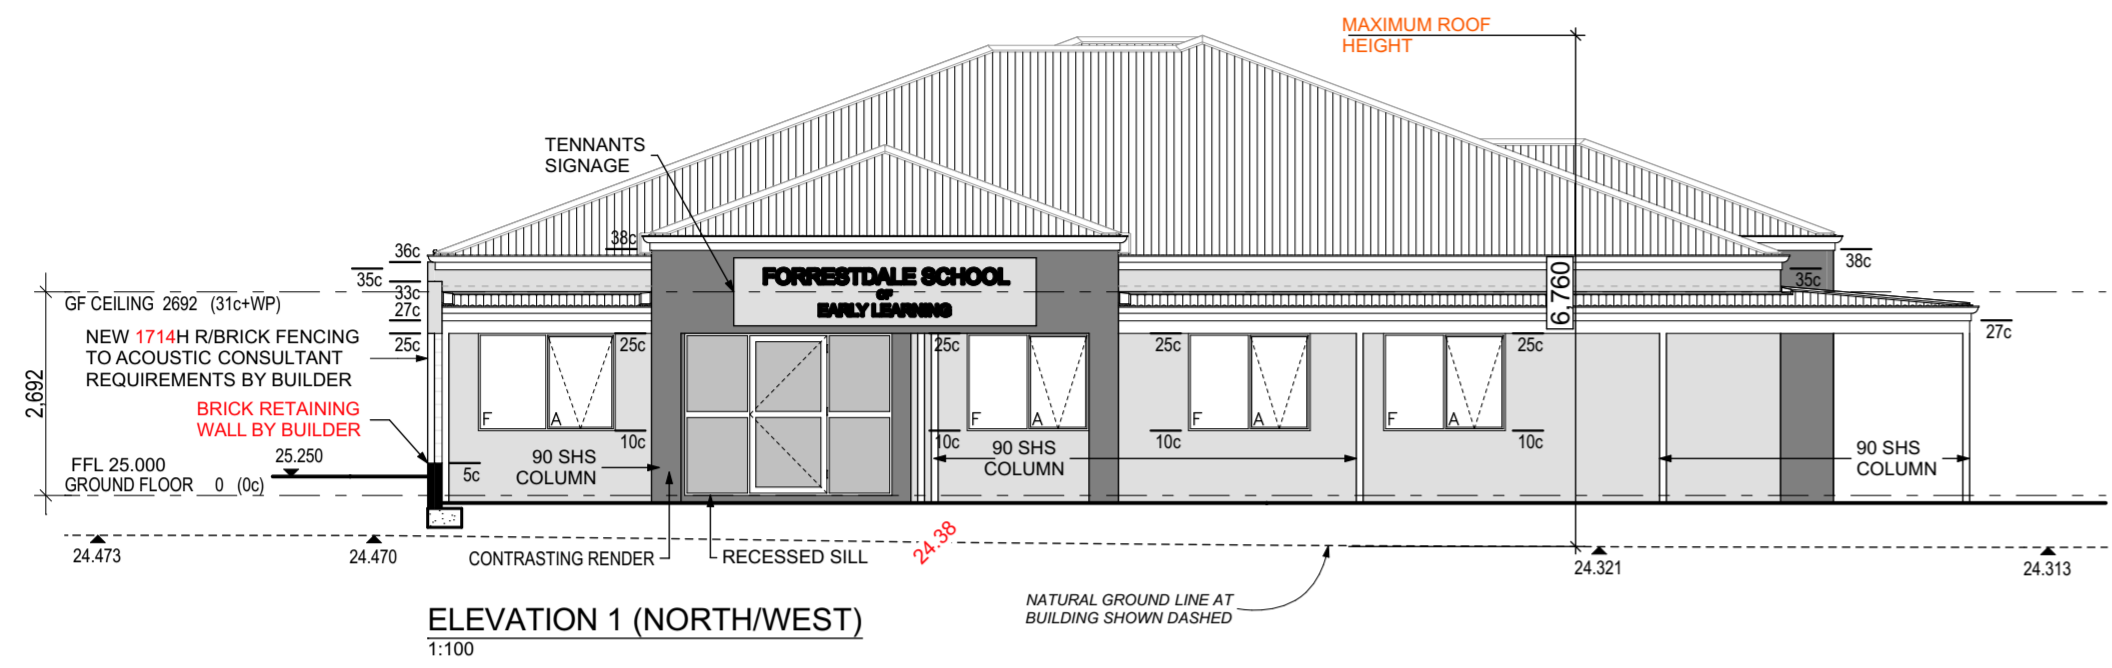 MAXIMUM ROOF
HEIGHT
TENNANTS
SIGNAGE
38c
36c
35c
33c
27c
25c
GF CEILING 2692 (31c+WP)
NEW 1714H R/BRICK FENCING
TO ACOUSTIC CONSULTANT
REQUIREMENTS BY BUILDER
2,692
BRICK RETAINING
WALL BY BUILDER
FFL 25.000
GROUND FLOOR 0 (0c)
25.250
5c
FORRESTDALE SCHOOL
OF
EARLY LEARNING
6,760
38c
35c
27c
25c
25c
25c
25c
F
A
F
A
F
A
F
A
10c
10c
10c
10c
90 SHS
COLUMN
90 SHS
COLUMN
90 SHS
COLUMN
24.473
24.470
CONTRASTING RENDER
RECESSED SILL
24.38
24.321
24.313
NATURAL GROUND LINE AT
BUILDING SHOWN DASHED
ELEVATION 1 (NORTH/WEST)
1:100